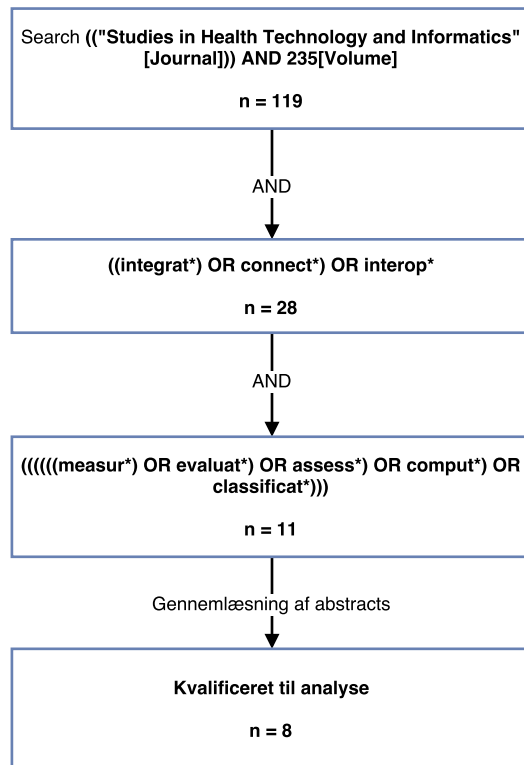 Search (("Studies in Health Technology and Informatics"
[Journal])) AND 235[Volume]
n = 119
AND
((integrat*) OR connect*) OR interop*
n = 28
AND
((((((measur*) OR evaluat*) OR assess*) OR comput*) OR
classificat*)))
n = 11
Gennemlæsning af abstracts
Kvalificeret til analyse
n = 8